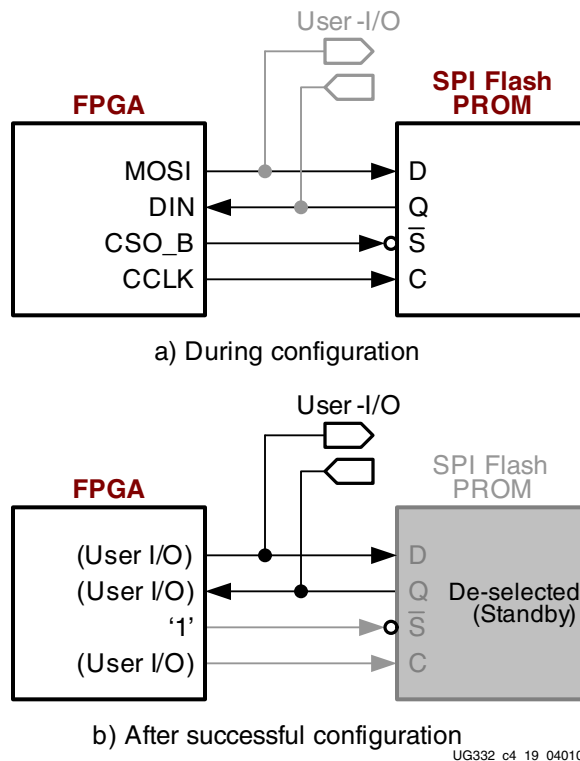 User-I/O
FPGA
SPI Flash
PROM
MOSI
D
DIN
Q
CSO_B
S
CCLK
C
a) During configuration
User-I/O
FPGA
SPI Flash
PROM
(User I/O)
D
(User I/O)
Q
De-selected
(Standby)
'1'
S
(User I/O)
C
b) After successful configuration
UG332_c4_19_04010